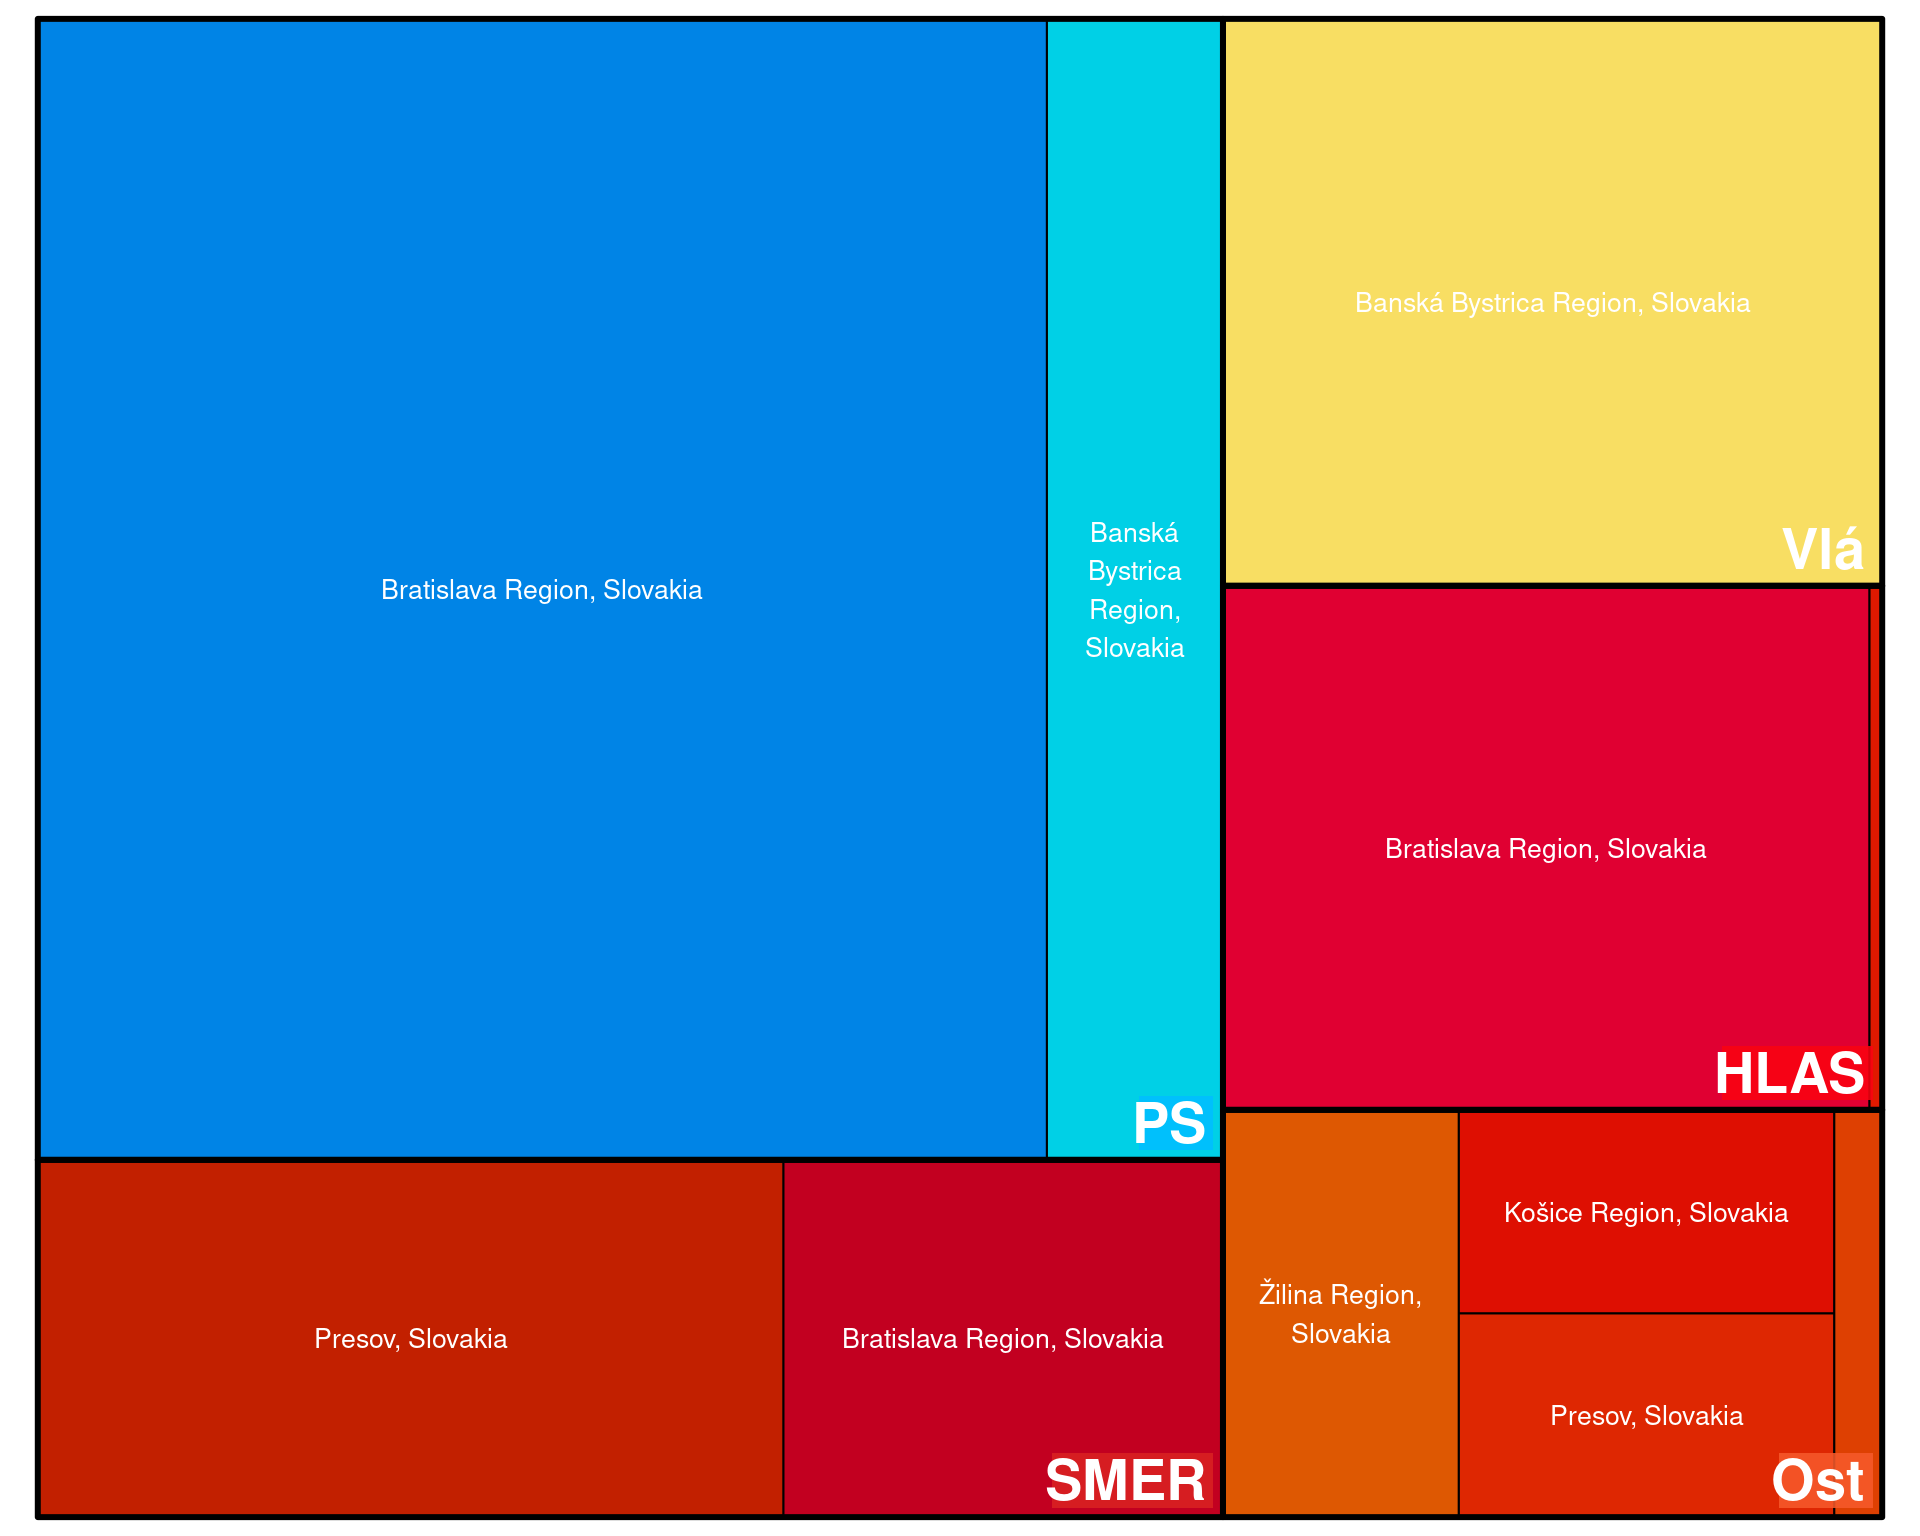 Bratislava Region, Slovakia
Banská
Bystrica
Region,
Slovakia
PS
Banská Bystrica Region, Slovakia
Vlá
Bratislava Region, Slovakia
HLAS
Presov, Slovakia
Bratislava Region, Slovakia
SMER
Žilina Region,
Slovakia
Košice Region, Slovakia
Presov, Slovakia
Ost